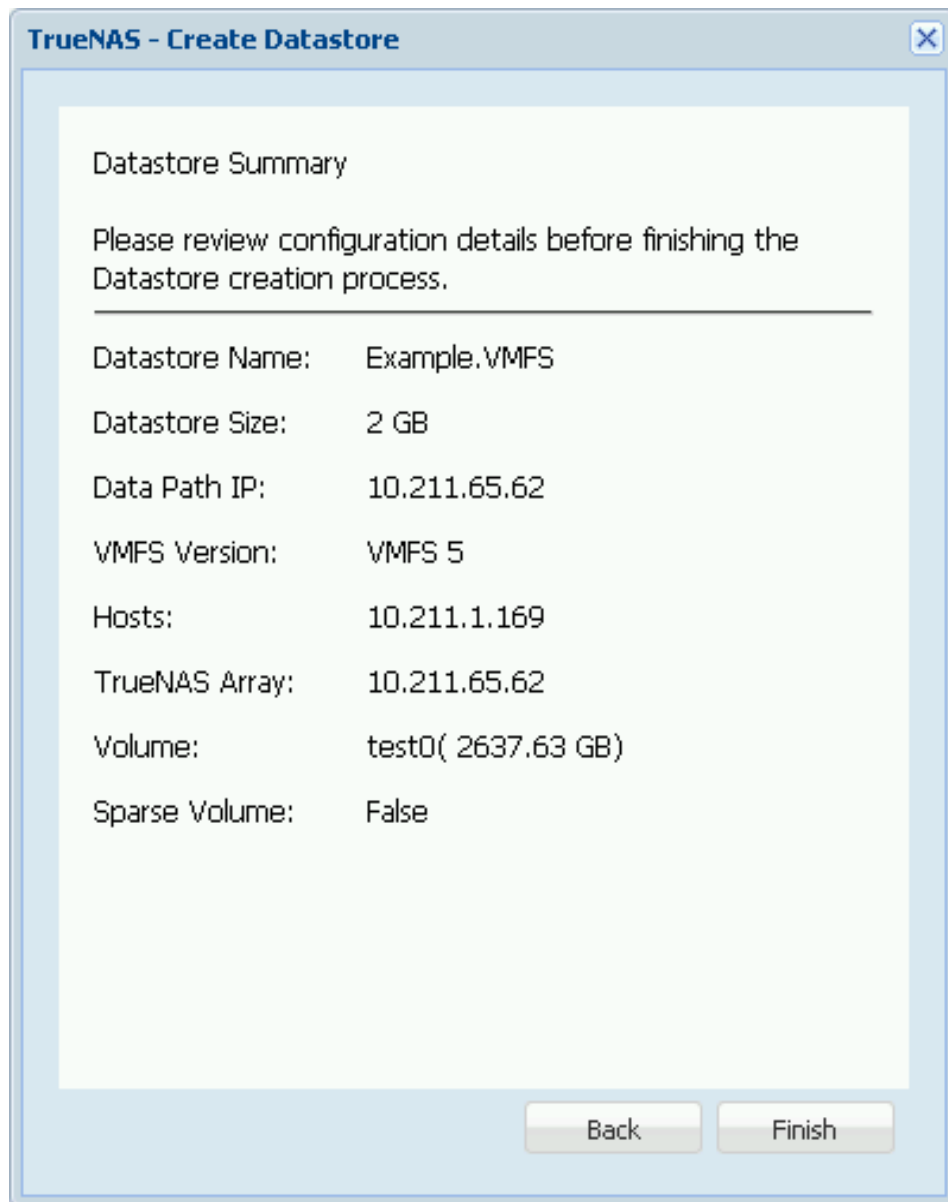 TrueNAS - Create Datastore
Datastore Summary
Please review configuration details before finishing the
Datastore creation process.
Datastore Name: Example.VMFS
Datastore Size: 2 GB
Data Path IP: 10.211.65.62
VMFS Version: VMFS 5
Hosts: 10.211.1.169
TrueNAS Array: 10.211.65.62
Volume: test0( 2637.63 GB)
Sparse Volume: False
Back Finish